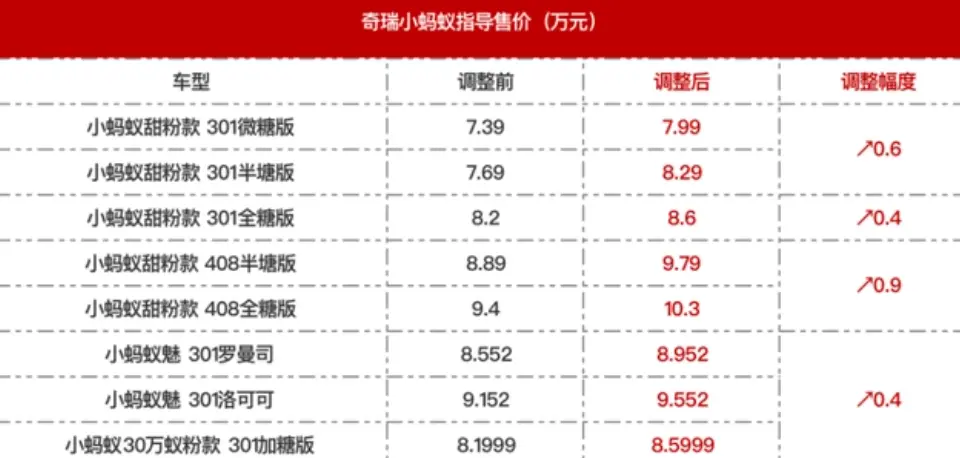 奇瑞小蚂蚁指导售价（万元）
车型 调整前 调整后 调整幅度
小蚂蚁甜粉款 301微糖版 7.39 7.99
↗0.6
小蚂蚁甜粉款 301半塘版 7.69 8.29
小蚂蚁甜粉款 301全糖版 8.2 8.6 ↗0.4
小蚂蚁甜粉款 408半塘版 8.89 9.79
↗0.9
小蚂蚁甜粉款 408全糖版 9.4 10.3
小蚂蚁魅 301罗曼司 8.552 8.952
小蚂蚁魅 301洛可可 9.152 9.552 ↗0.4
小蚂蚁30万蚁粉款 301加糖版 8.1999 8.5999